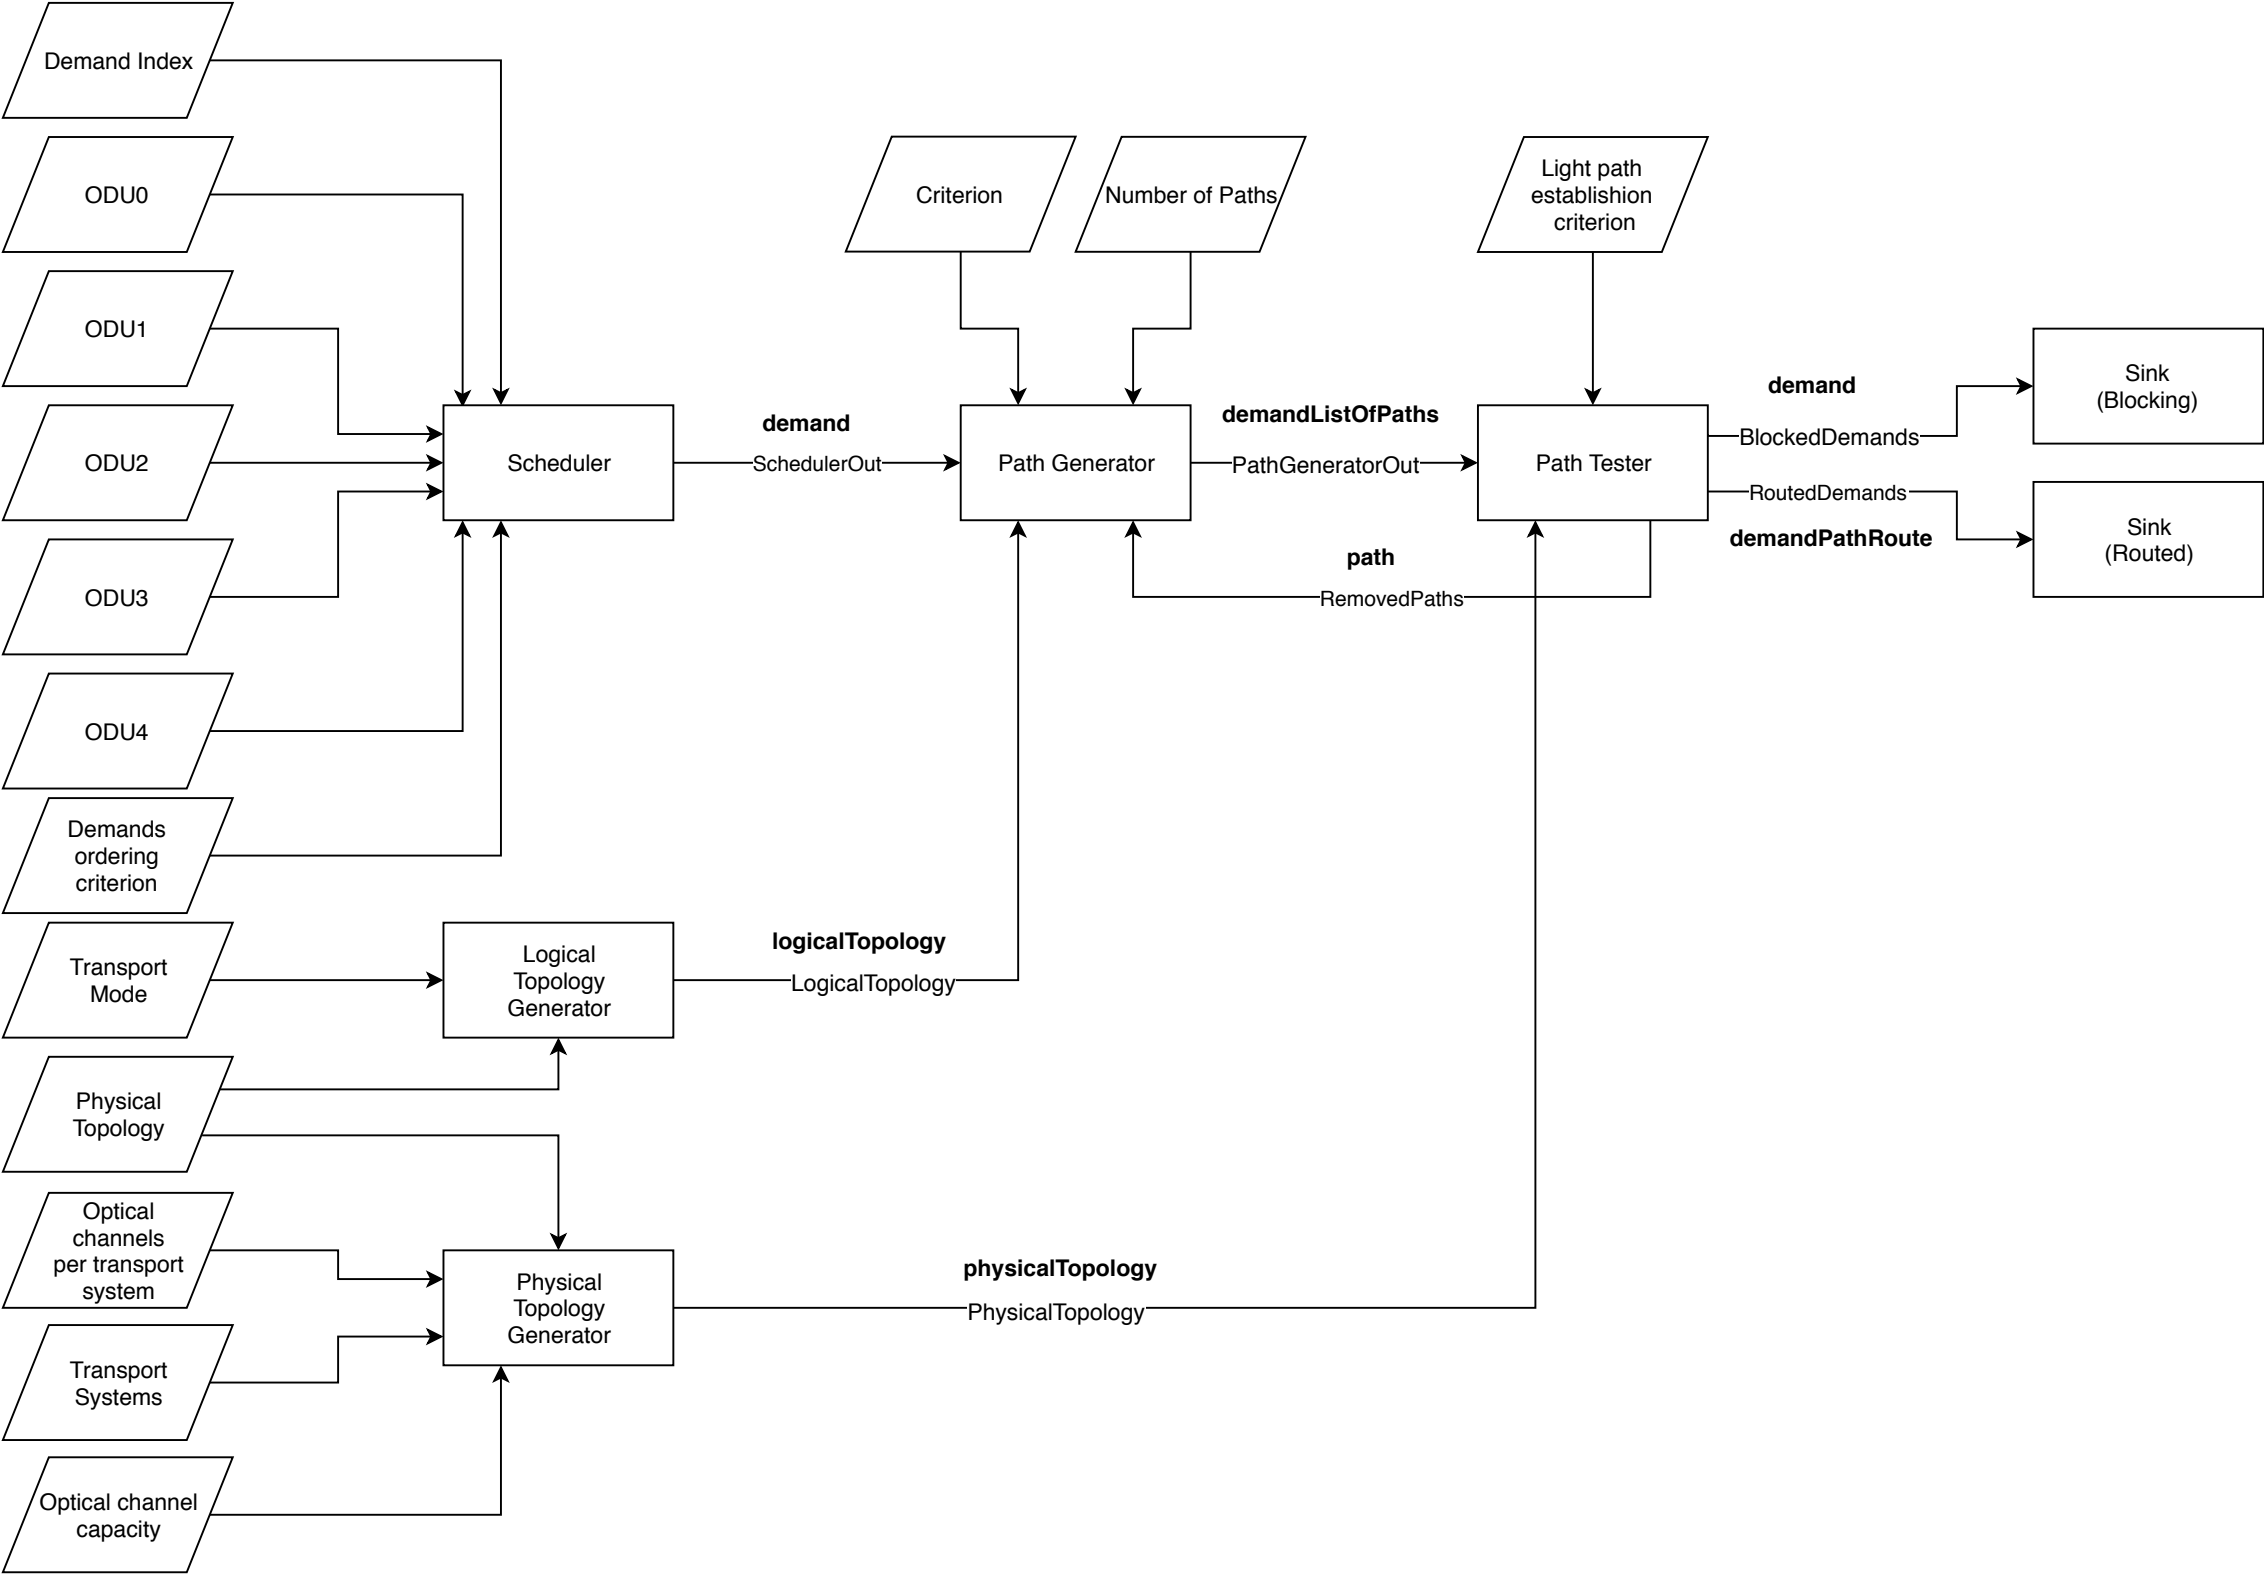 Demand Index
ODU0
ODU1
ODU2
ODU3
ODU4
Demands
ordering
criterion
Transport
Mode
Physical
Topology
Optical
channels
per transport
system
Transport
Systems
Optical channel
capacity
Scheduler
Logical
Topology
Generator
Physical
Topology
Generator
demand
SchedulerOut
logicalTopology
LogicalTopology
physicalTopology
PhysicalTopology
Criterion
Number of Paths
Path Generator
demandListOfPaths
PathGeneratorOut
path
RemovedPaths
Light path
establishion
criterion
Path Tester
demand
BlockedDemands
RoutedDemands
demandPathRoute
Sink
(Blocking)
Sink
(Routed)